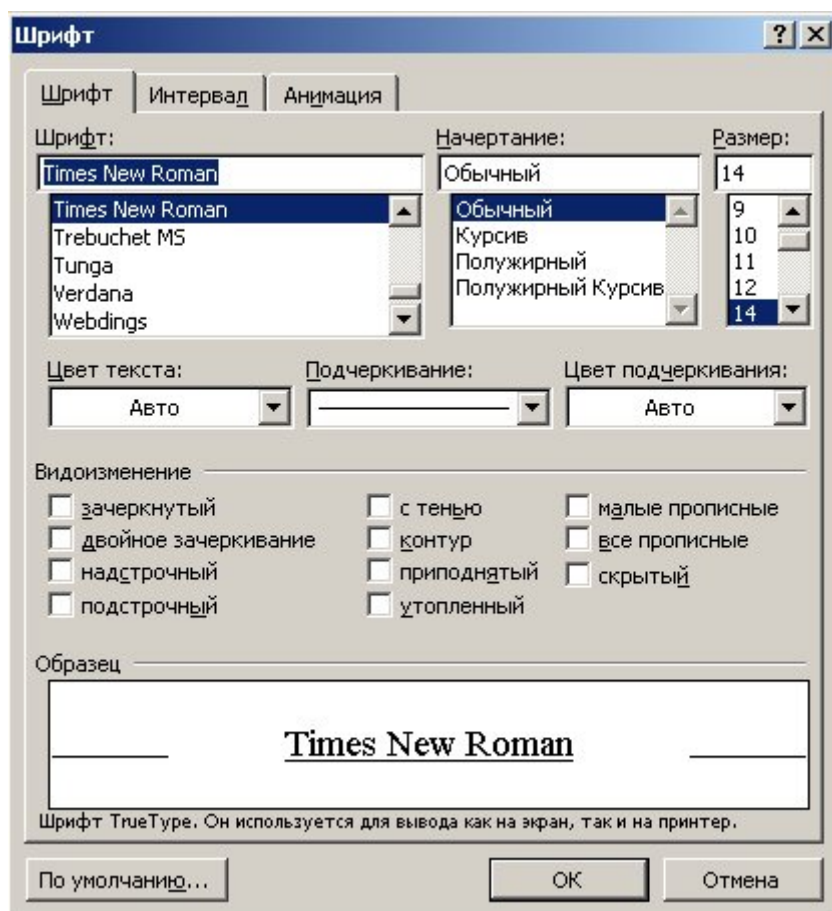 Шрифт
Шрифт Интервал Анимация
Шрифт: Начертание: Размер:
Times New Roman Обычный 14
Times New Roman Обычный 9
Trebuchet MS Курсив 10
Tunga Полужирный 11
Verdana Полужирный Курсив 12
Webdings 14
Цвет текста: Подчеркивание: Цвет подчеркивания:
Авто Авто
Видоизменение
зачеркнутый с тенью малые прописные
двойное зачеркивание контур все прописные
надстрочный приподнятый скрытый
подстрочный утопленный
Образец
Times New Roman
Шрифт TrueType. Он используется для вывода как на экран, так и на принтер.
По умолчанию... ОК Отмена